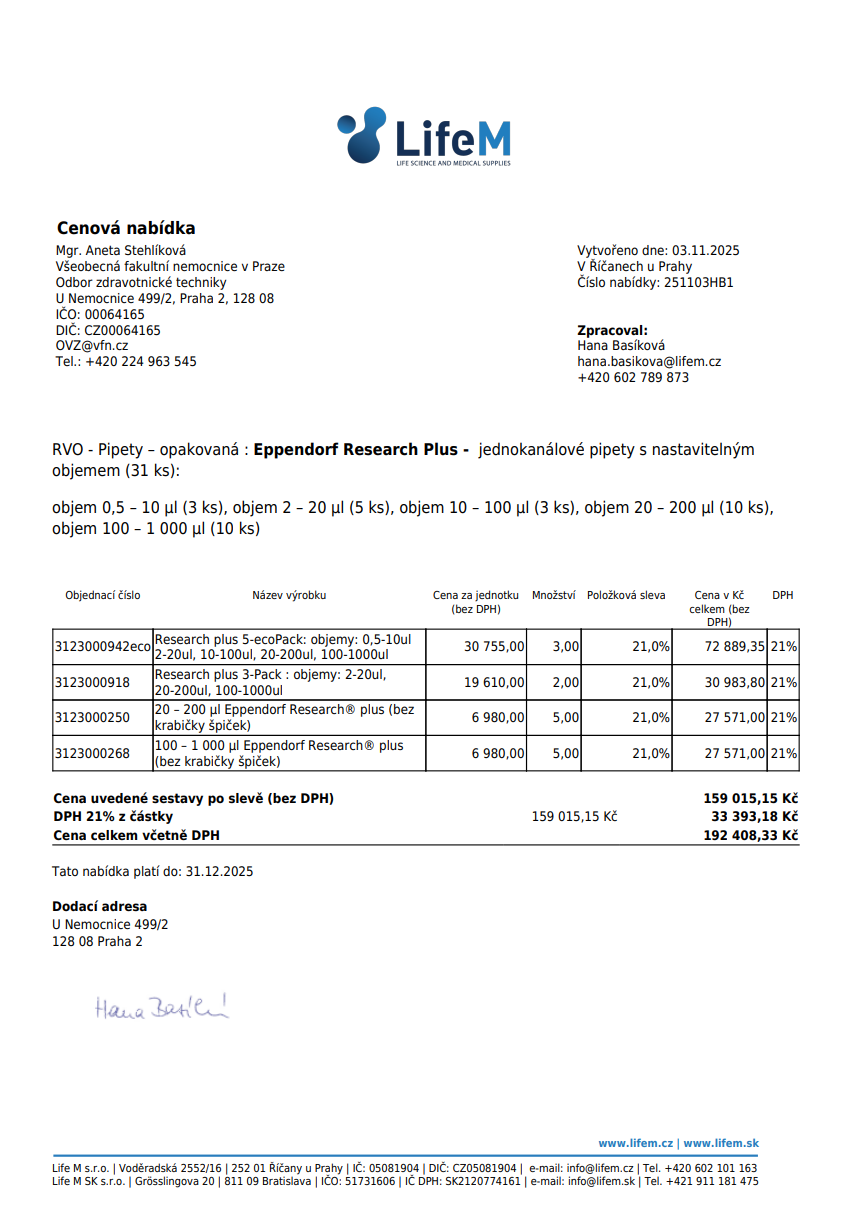 LifeM
LIFE SCIENCE AND MEDICAL SUPPLIES
Cenová nabídka
Mgr. Aneta Stehlíková
Všeobecná fakultní nemocnice v Praze
Odbor zdravotnické techniky
U Nemocnice 499/2, Praha 2, 128 08
IČO: 00064165
DIČ: CZ00064165
OVZ@vfn.cz
Tel.: +420 224 963 545
Vytvořeno dne: 03.11.2025
V Říčanech u Prahy
Číslo nabídky: 251103HB1
Zpracoval:
Hana Basíková
hana.basikova@lifem.cz
+420 602 789 873
RVO - Pipety – opakovaná : Eppendorf Research Plus - jednokanálové pipety s nastavitelným
objemem (31 ks):
objem 0,5 – 10 µl (3 ks), objem 2 – 20 µl (5 ks), objem 10 – 100 µl (3 ks), objem 20 – 200 µl (10 ks),
objem 100 – 1 000 µl (10 ks)
Objednací číslo Název výrobku Cena za jednotku (bez DPH) Množství Položková sleva Cena v Kč celkem (bez DPH) DPH
3123000942eco Research plus 5-ecoPack: objemy: 0,5-10ul 2-20ul, 10-100ul, 20-200ul, 100-1000ul 30 755,00 3,00 21,0% 72 889,35 21%
3123000918 Research plus 3-Pack : objemy: 2-20ul, 20-200ul, 100-1000ul 19 610,00 2,00 21,0% 30 983,80 21%
3123000250 20 – 200 µl Eppendorf Research® plus (bez krabičky špiček) 6 980,00 5,00 21,0% 27 571,00 21%
3123000268 100 – 1 000 µl Eppendorf Research® plus (bez krabičky špiček) 6 980,00 5,00 21,0% 27 571,00 21%
Cena uvedené sestavy po slevě (bez DPH) 159 015,15 Kč
DPH 21% z částky 159 015,15 Kč 33 393,18 Kč
Cena celkem včetně DPH 192 408,33 Kč
Tato nabídka platí do: 31.12.2025
Dodací adresa
U Nemocnice 499/2
128 08 Praha 2
Hana
www.lifem.cz | www.lifem.sk
Life M s.r.o. | Voděradská 2552/16 | 252 01 Říčany u Prahy | IČ: 05081904 | DIČ: CZ05081904 | e-mail: info@lifem.cz | Tel. +420 602 101 163
Life M SK s.r.o. | Grösslingova 20 | 811 09 Bratislava | IČO: 51731606 | IČ DPH: SK2120774161 | e-mail: info@lifem.sk | Tel. +421 911 181 475